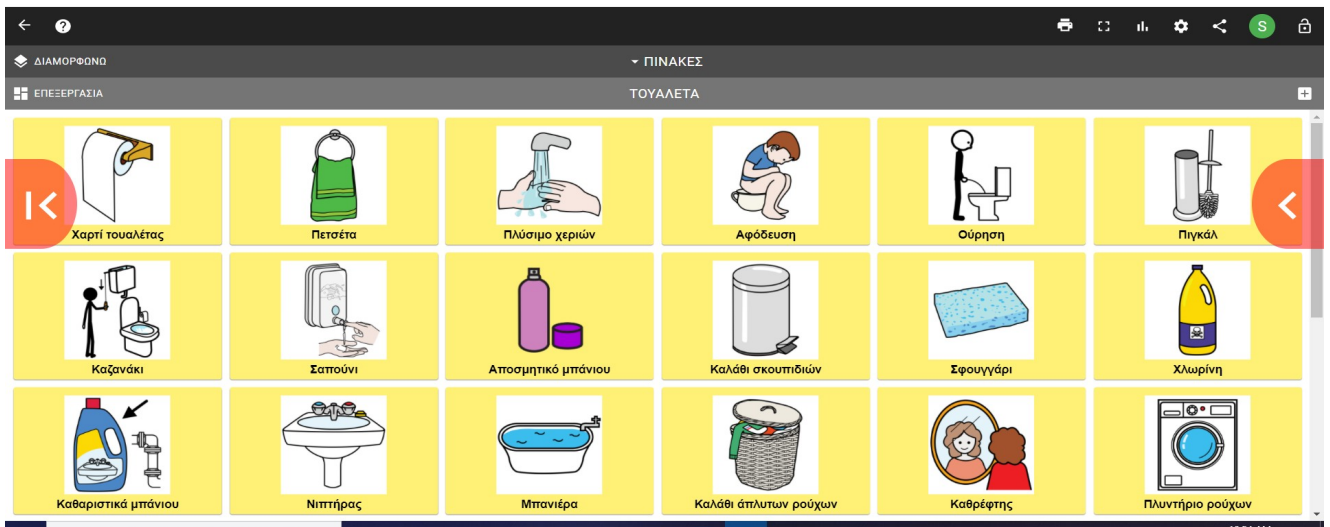 S
ΔΙΑΜΟΡΦΩΝΩ
ΠΙΝΑΚΕΣ
ΕΠΕΞΕΡΓΑΣΙΑ
ΤΟΥΑΛΕΤΑ
Χαρτί τουαλέτας
Πετσέτα
Πλύσιμο χεριών
Αφόδευση
Ούρηση
Πιγκάλ
Καζανάκι
Σαπούνι
Αποσμητικό μπάνιου
Καλάθι σκουπιδιών
Σφουγγάρι
Χλωρίνη
Καθαριστικά μπάνιου
Νιπτήρας
Μπανιέρα
Καλάθι άπλυτων ρούχων
Καθρέφτης
Πλυντήριο ρούχων